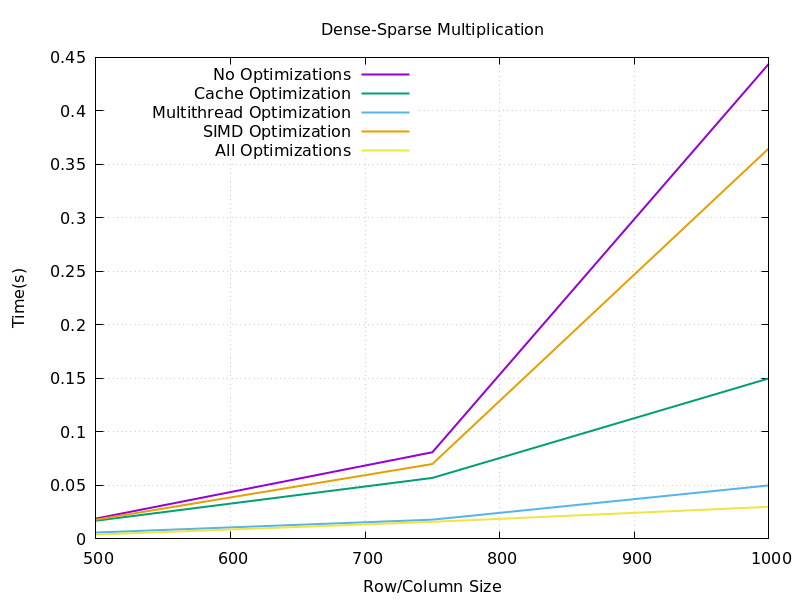 Dense-Sparse Multiplication
No Optimizations
Cache Optimization
Multithread Optimization
SIMD Optimization
All Optimizations
0.45
0.4
0.35
0.3
0.25
0.2
0.15
0.1
0.05
0
Time(s)
500 600 700 800 900 1000
Row/Column Size